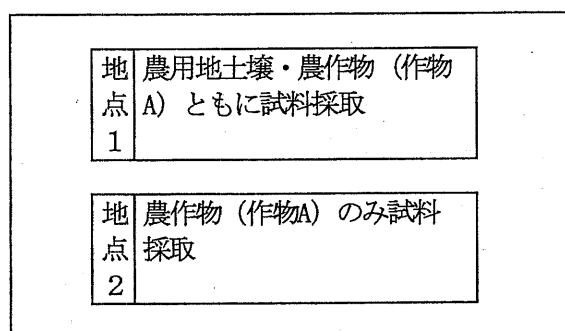 地 農用地土壌・農作物（作物
点 A）ともに試料採取
1
地 農作物（作物A）のみ試料
点 採取
2